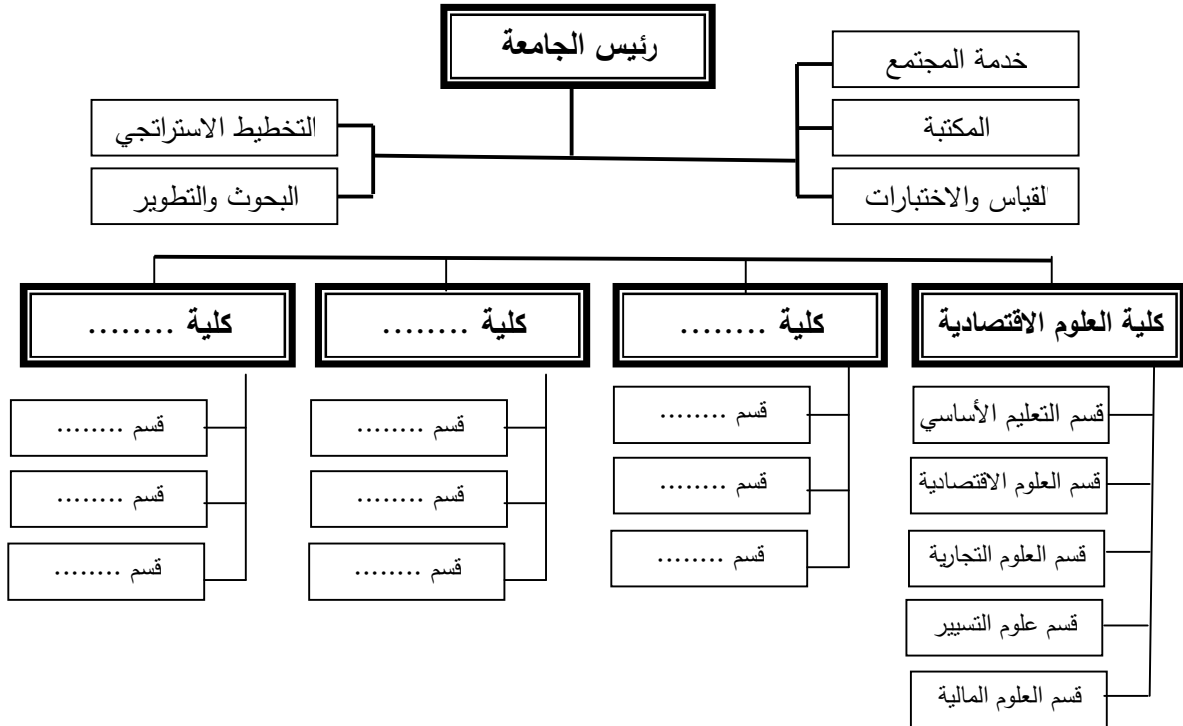 رئيس الجامعة
خدمة المجتمع
المكتبة
لقياس والاختبارات
التخطيط الاستراتجي
البحوث والتطوير
كلية العلوم الاقتصادية
كلية ........
كلية ........
كلية ........
قسم التعليم الأساسي
قسم العلوم الاقتصادية
قسم العلوم التجارية
قسم علوم التسيير
قسم العلوم المالية
قسم ........
قسم ........
قسم ........
قسم ........
قسم ........
قسم ........
قسم ........
قسم ........
قسم ........